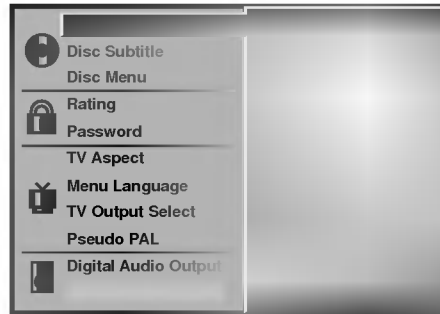 Disc Subtitle
Disc Menu
Rating
Password
TV Aspect
Menu Language
TV Output Select
Pseudo PAL
Digital Audio Output